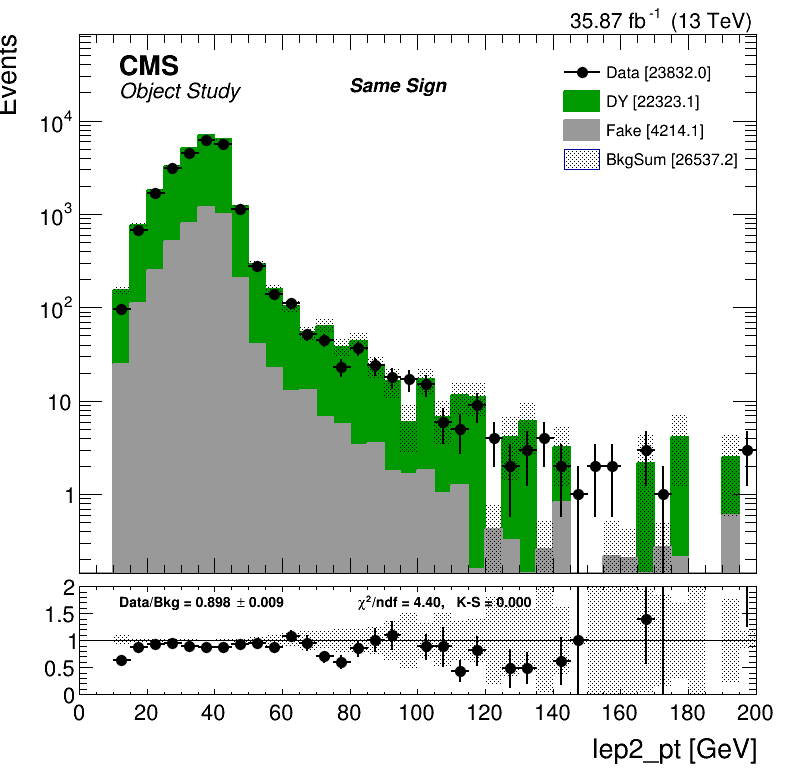 35.87 fb⁻¹ (13 TeV)
Events
CMS
Object Study
Same Sign
Data [23832.0]
DY [22323.1]
Fake [4214.1]
BkgSum [26537.2]
10⁴
10³
10²
10
1
Data/Bkg = 0.898 ± 0.009
χ²/ndf = 4.40, K-S = 0.000
2
1.5
1
0.5
0
0 20 40 60 80 100 120 140 160 180 200
lep2_pt [GeV]